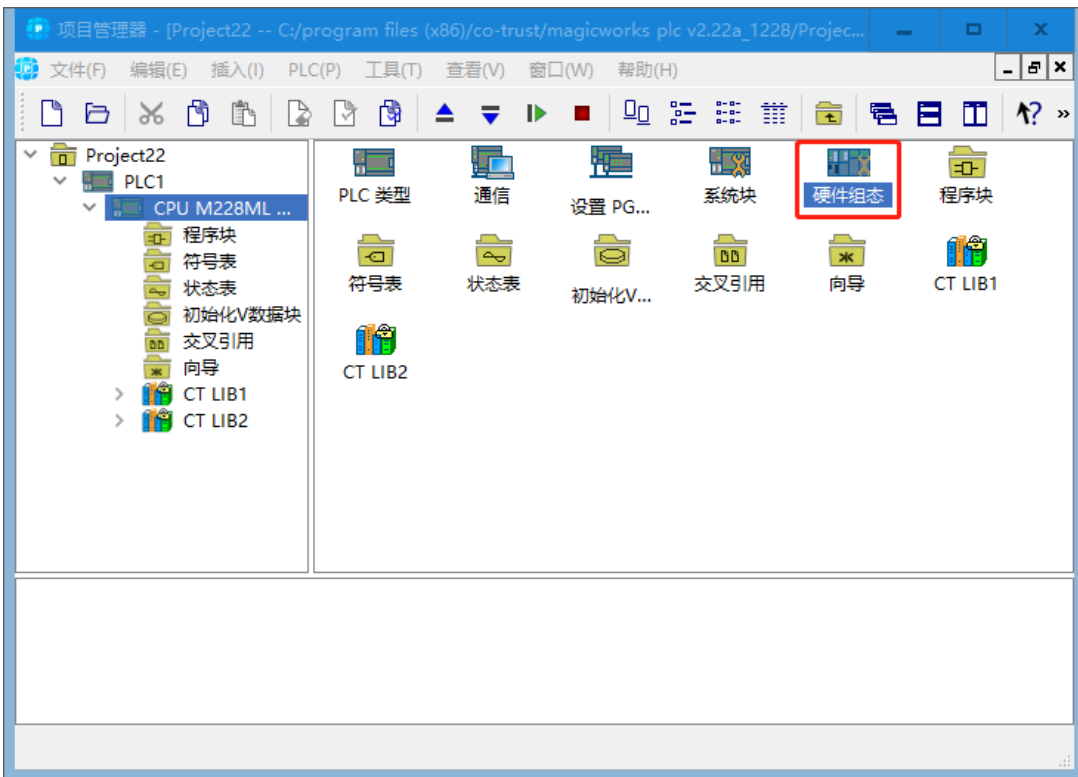 项目管理器 - [Project22 -- C:/program files (x86)/co-trust/magicworks plc v2.22a_1228/Projec...
文件(F) 编辑(E) 插入(I) PLC(P) 工具(T) 查看(V) 窗口(W) 帮助(H)
Project22
PLC1
CPU M228ML ...
程序块
符号表
状态表
初始化V数据块
交叉引用
向导
CT LIB1
CT LIB2
PLC 类型 通信 设置 PG... 系统块 硬件组态 程序块
符号表 状态表 初始化V... 交叉引用 向导 CT LIB1
CT LIB2